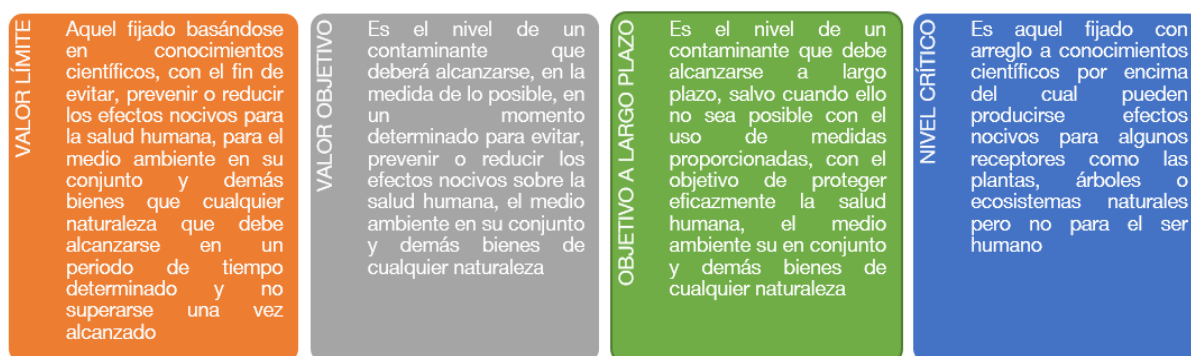 VALOR LÍMITE
Aquel fijado basándose
en conocimientos
científicos, con el fin de
evitar, prevenir o reducir
los efectos nocivos para
la salud humana, para el
medio ambiente en su
conjunto y demás
bienes que cualquier
naturaleza que debe
alcanzarse en un
periodo de tiempo
determinado y no
superarse una vez
alcanzado
VALOR OBJETIVO
Es el nivel de un
contaminante que
deberá alcanzarse, en la
medida de lo posible, en
un momento
determinado para evitar,
prevenir o reducir los
efectos nocivos sobre la
salud humana, el medio
ambiente en su conjunto
y demás bienes de
cualquier naturaleza
OBJETIVO A LARGO PLAZO
Es el nivel de un
contaminante que debe
alcanzarse a largo
plazo, salvo cuando ello
no sea posible con el
uso de medidas
proporcionadas, con el
objetivo de proteger
eficazmente la salud
humana, el medio
ambiente su en conjunto
y demás bienes de
cualquier naturaleza
NIVEL CRÍTICO
Es aquel fijado con
arreglo a conocimientos
científicos por encima
del cual pueden
producirse efectos
nocivos para algunos
receptores como las
plantas, árboles o
ecosistemas naturales
pero no para el ser
humano